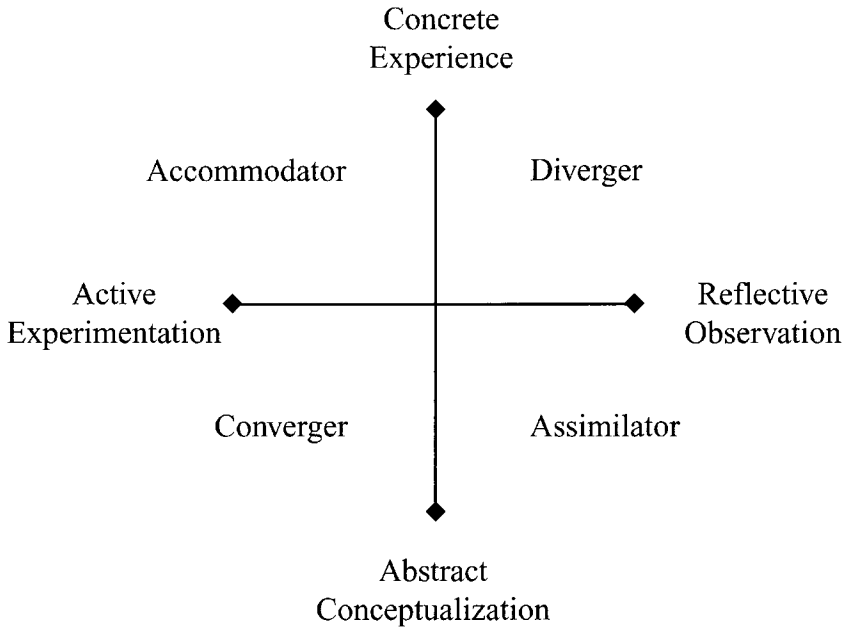 Concrete
Experience
Accommodator
Diverger
Active
Experimentation
Reflective
Observation
Converger
Assimilator
Abstract
Conceptualization